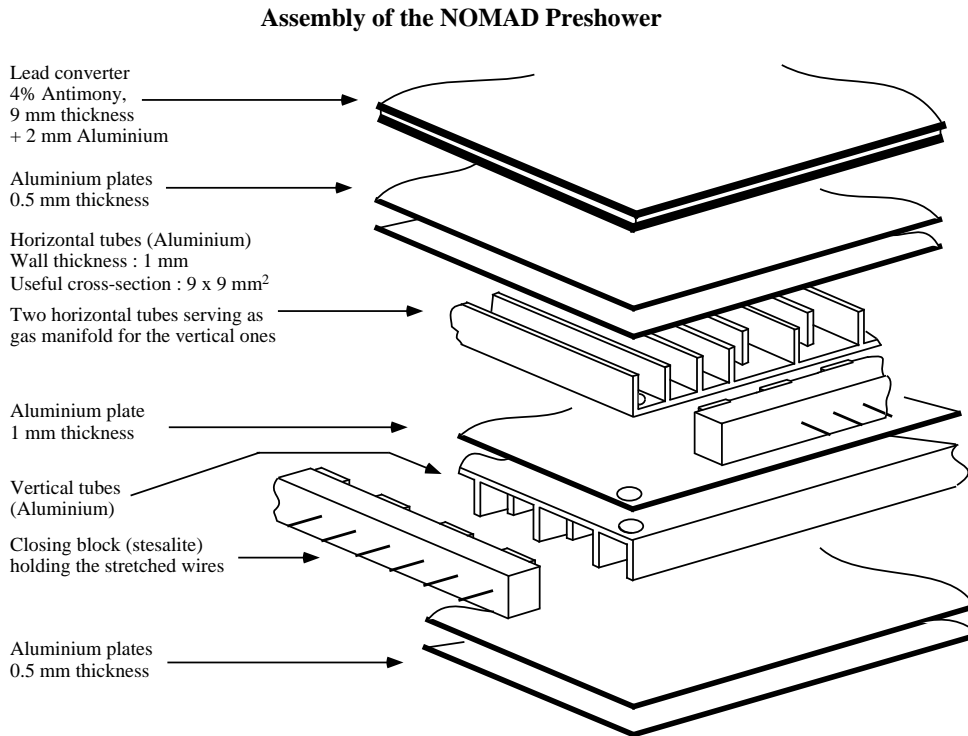 Assembly of the NOMAD Preshower
Lead converter
4% Antimony,
9 mm thickness
+ 2 mm Aluminium
Aluminium plates
0.5 mm thickness
Horizontal tubes (Aluminium)
Wall thickness : 1 mm
Useful cross-section : 9 x 9 mm²
Two horizontal tubes serving as
gas manifold for the vertical ones
Aluminium plate
1 mm thickness
Vertical tubes
(Aluminium)
Closing block (stesalite)
holding the stretched wires
Aluminium plates
0.5 mm thickness